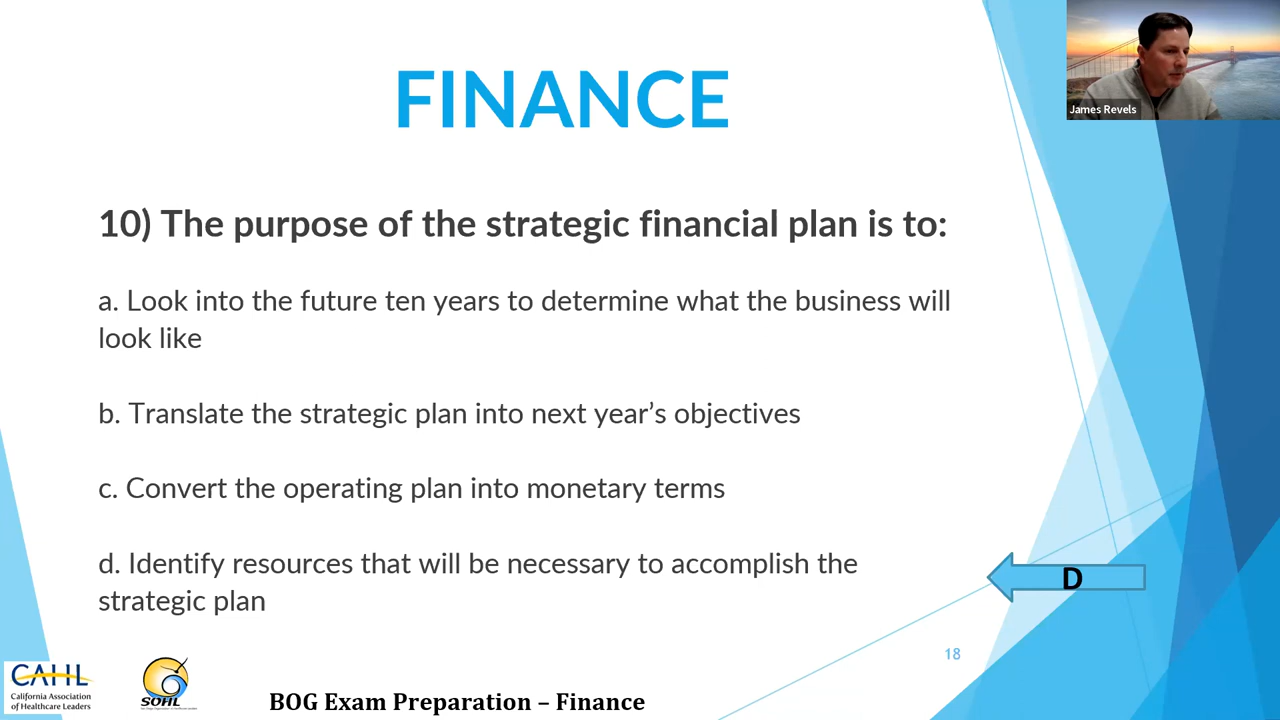 FINANCE
James Revels
10) The purpose of the strategic financial plan is to:
a. Look into the future ten years to determine what the business will
look like
b. Translate the strategic plan into next year’s objectives
c. Convert the operating plan into monetary terms
d. Identify resources that will be necessary to accomplish the
strategic plan
D
18
CAHL
California Association
of Healthcare Leaders
SOHL
BOG Exam Preparation – Finance